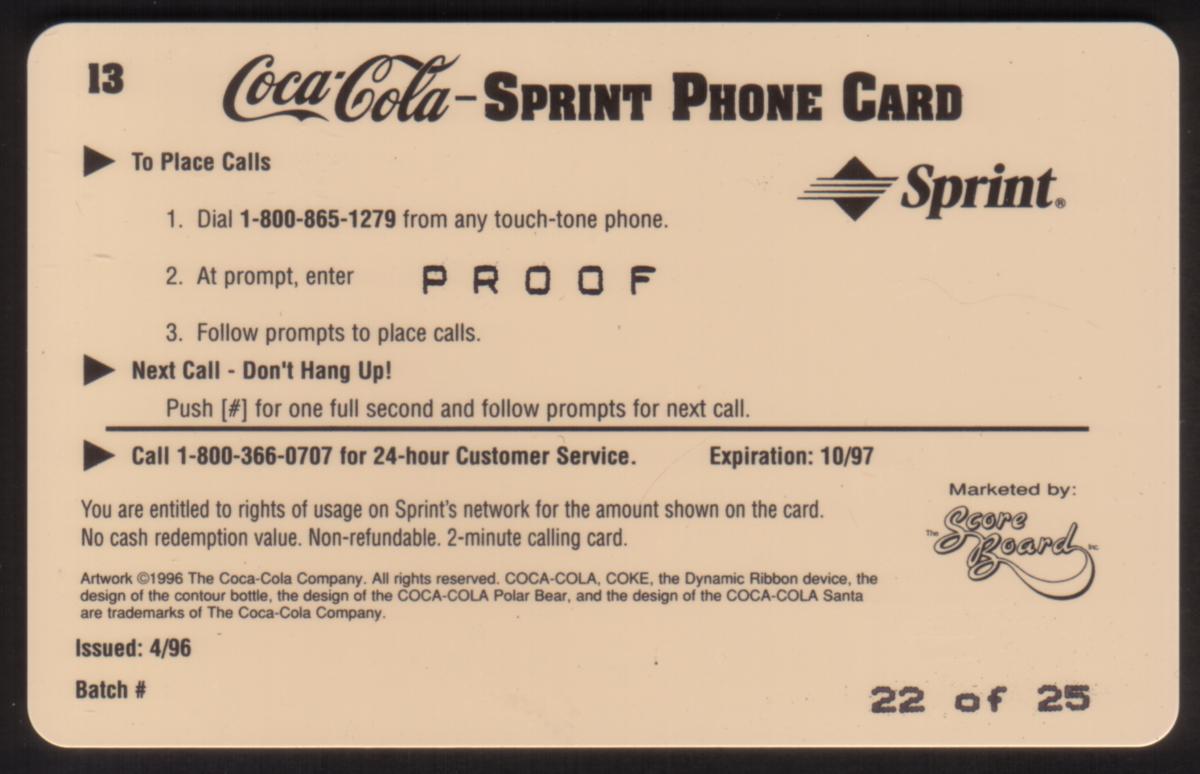 13
Coca-Cola - SPRINT PHONE CARD
To Place Calls
Sprint®
1. Dial 1-800-865-1279 from any touch-tone phone.
2. At prompt, enter PROOF
3. Follow prompts to place calls.
Next Call - Don't Hang Up!
Push [#] for one full second and follow prompts for next call.
Call 1-800-366-0707 for 24-hour Customer Service. Expiration: 10/97
Marketed by:
The Score Board Inc.
You are entitled to rights of usage on Sprint's network for the amount shown on the card.
No cash redemption value. Non-refundable. 2-minute calling card.
Artwork ©1996 The Coca-Cola Company. All rights reserved. COCA-COLA, COKE, the Dynamic Ribbon device, the
design of the contour bottle, the design of the COCA-COLA Polar Bear, and the design of the COCA-COLA Santa
are trademarks of The Coca-Cola Company.
Issued: 4/96
Batch #
22 of 25